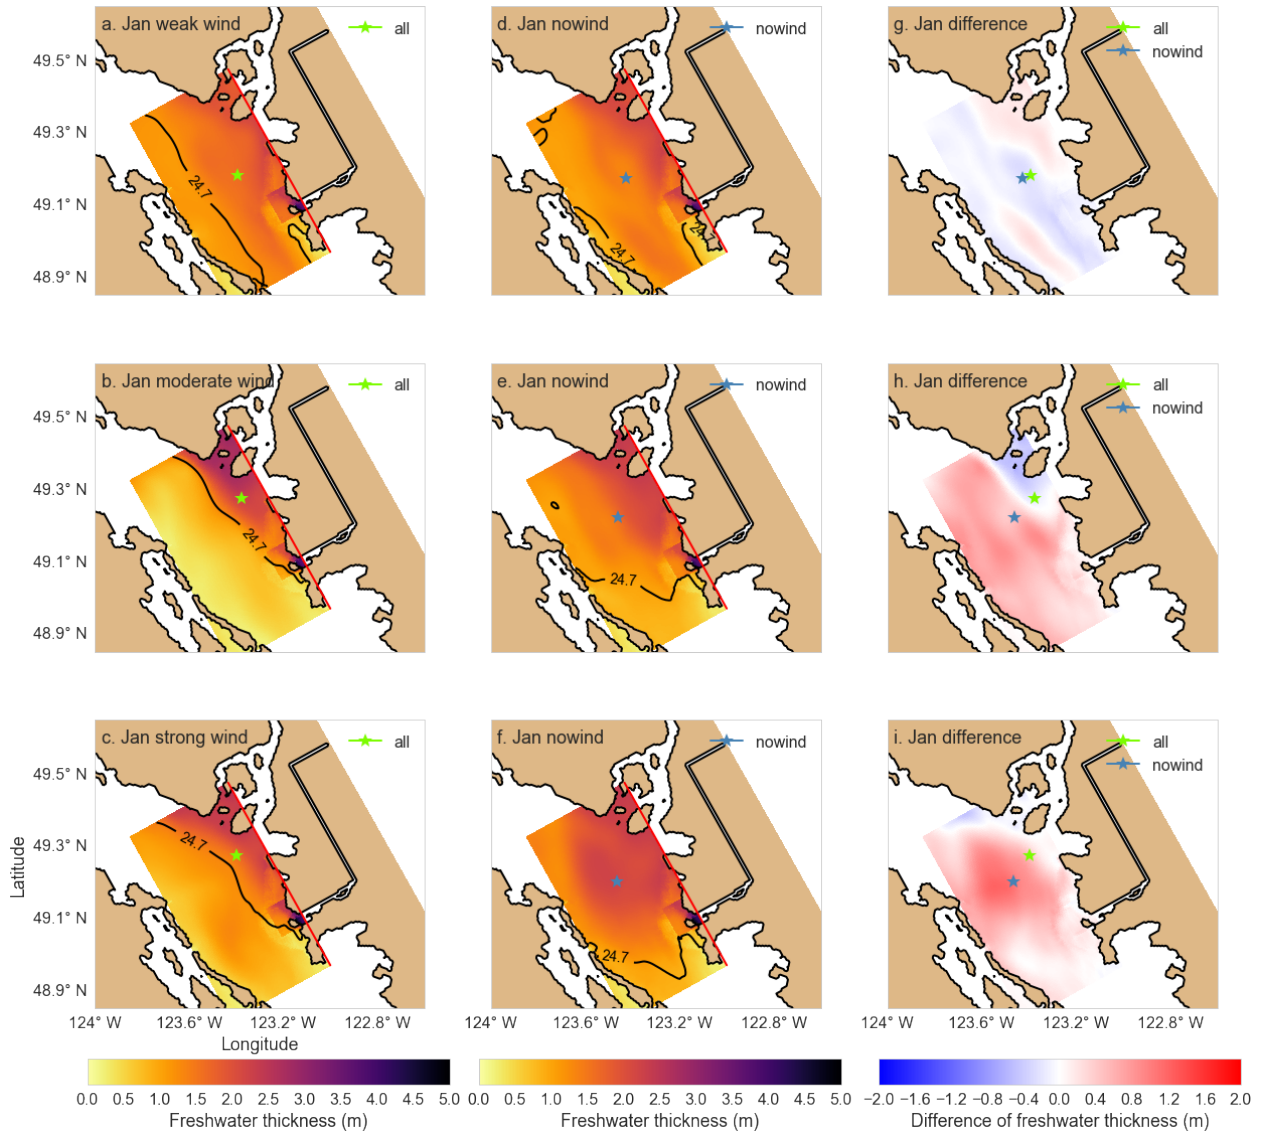 a. Jan weak wind
all
d. Jan nowind
nowind
g. Jan difference
all
nowind
49.5° N
49.3° N
49.1° N
48.9° N
24.7
24.7
24.7
b. Jan moderate wind
all
e. Jan nowind
nowind
h. Jan difference
all
nowind
49.5° N
49.3° N
49.1° N
48.9° N
24.7
24.7
c. Jan strong wind
all
f. Jan nowind
nowind
i. Jan difference
all
nowind
49.5° N
49.3° N
49.1° N
48.9° N
24.7
24.7
Latitude
124° W 123.6° W 123.2° W 122.8° W
124° W 123.6° W 123.2° W 122.8° W
124° W 123.6° W 123.2° W 122.8° W
Longitude
0.0 0.5 1.0 1.5 2.0 2.5 3.0 3.5 4.0 4.5 5.0
Freshwater thickness (m)
0.0 0.5 1.0 1.5 2.0 2.5 3.0 3.5 4.0 4.5 5.0
Freshwater thickness (m)
−2.0 −1.6 −1.2 −0.8 −0.4 0.0 0.4 0.8 1.2 1.6 2.0
Difference of freshwater thickness (m)